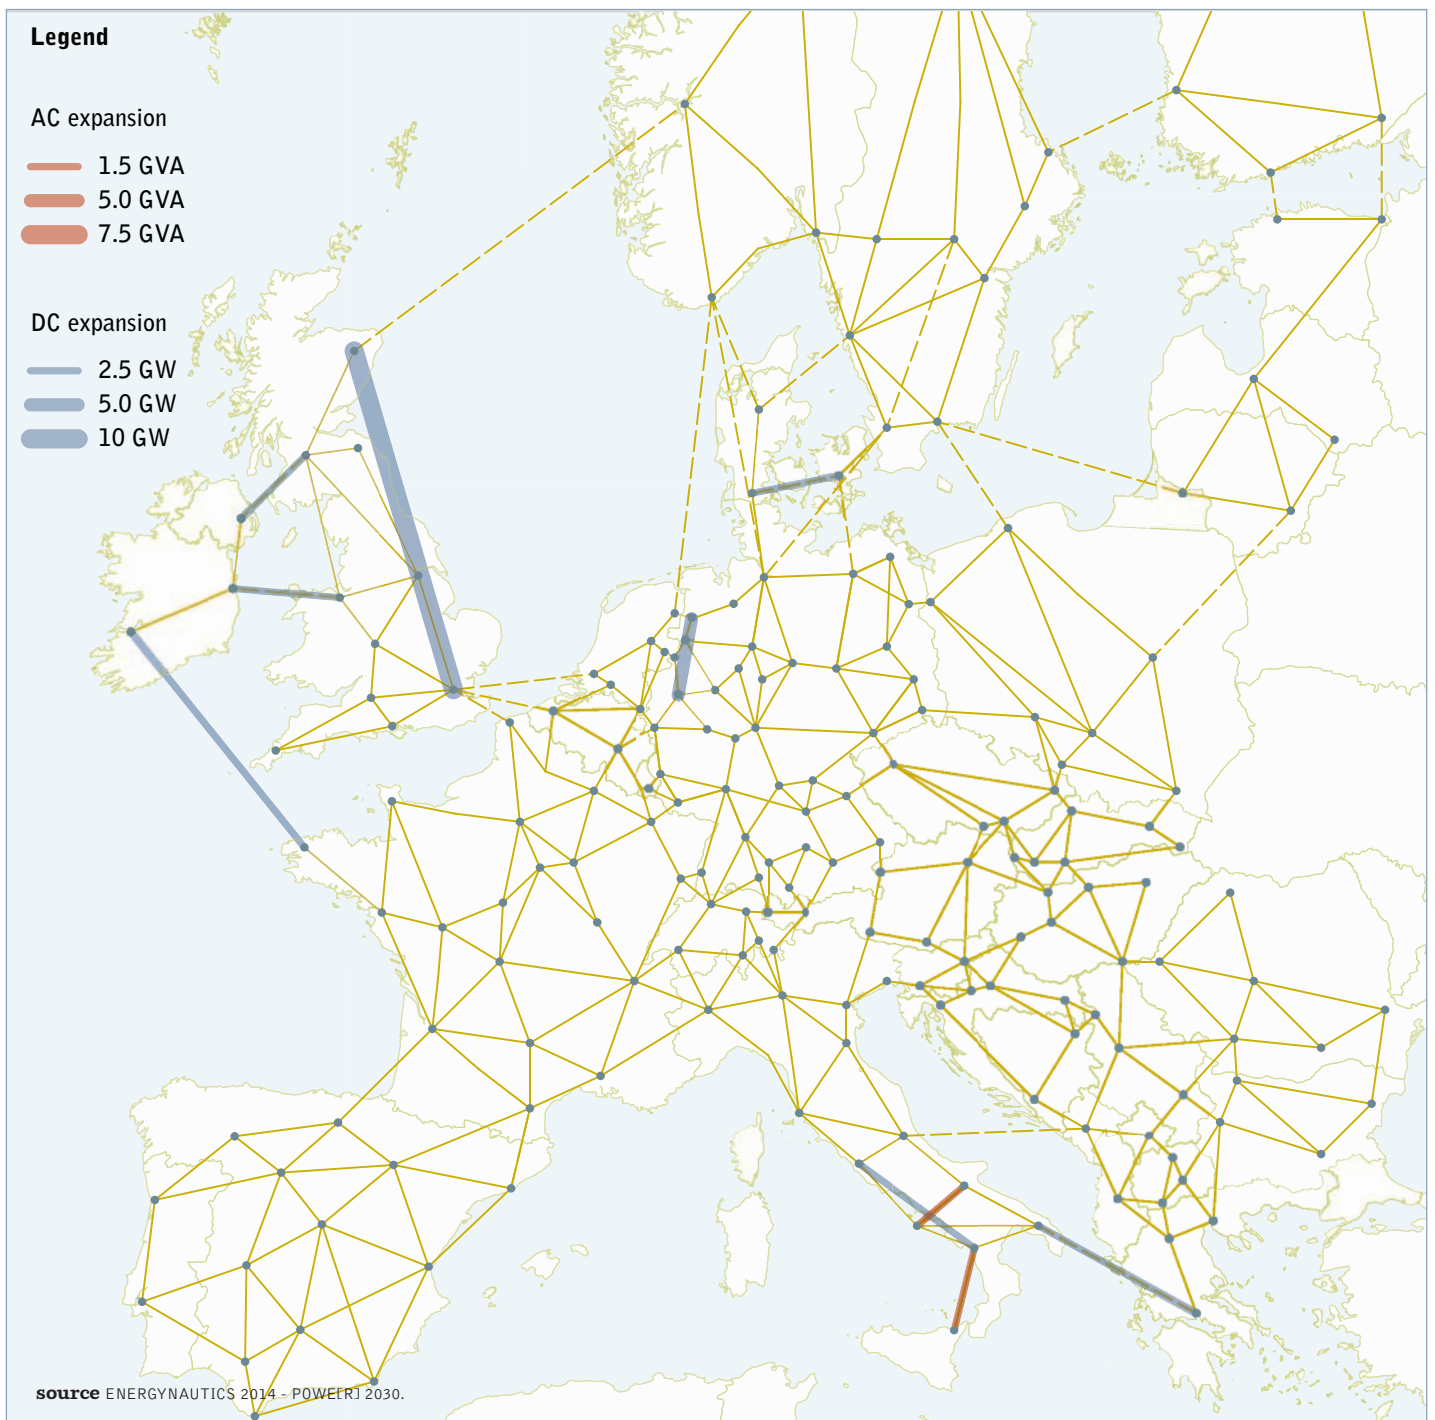 Legend
AC expansion
1.5 GVA
5.0 GVA
7.5 GVA
DC expansion
2.5 GW
5.0 GW
10 GW
source ENERGYNAUTICS 2014 - POWE[R] 2030.